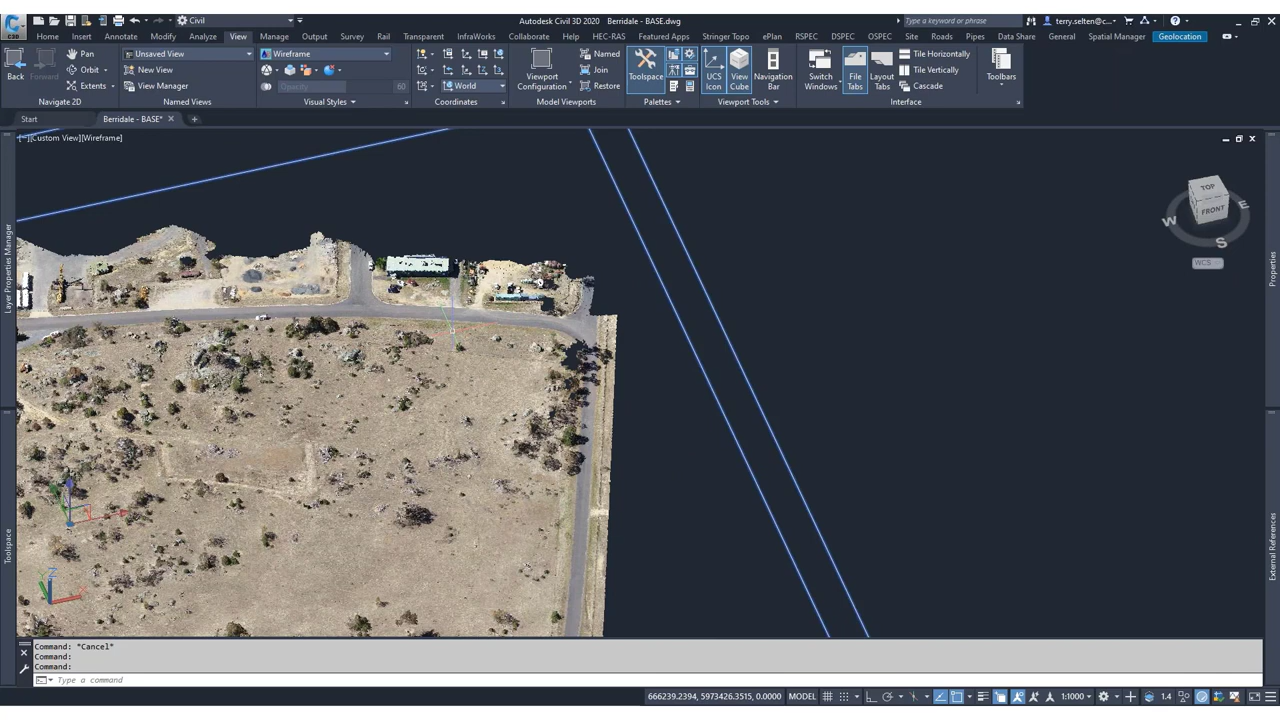 C3D
Civil
Autodesk Civil 3D 2020 Berridale - BASE.dwg
Type a keyword or phrase
terry.selten@c...
Home Insert Annotate Modify Analyze View Manage Output Survey Rail Transparent InfraWorks Collaborate HEC-RAS Help Featured Apps Express Tools Storm ePlan RSPEC DSPEC OSPEC Site Roads Pipes Data Share General Spatial Manager Geolocation
Back
Forward
Pan
Orbit
Extents
Navigate 2D
Unsaved View
New View
View Manager
Named Views
Wireframe
Opacity 60
Visual Styles
World
Coordinates
Viewport
Configuration
Named
Join
Restore
Model Viewports
Toolspace
Palettes
UCS
Icon
View
Cube
Navigation
Bar
Viewport Tools
Switch
Windows
File
Tabs
Layout
Tabs
Tile Horizontally
Tile Vertically
Cascade
Interface
Toolbars
Start
Berridale - BASE*
[−][Custom View][Wireframe]
TOP
FRONT
W
E
S
WCS
Layer Properties Manager
Toolspace
Properties
External References
Z
Command: *Cancel*
Command:
Command:
Type a command
666239.2394, 5973426.3515, 0.0000 MODEL 1.4 1:1000